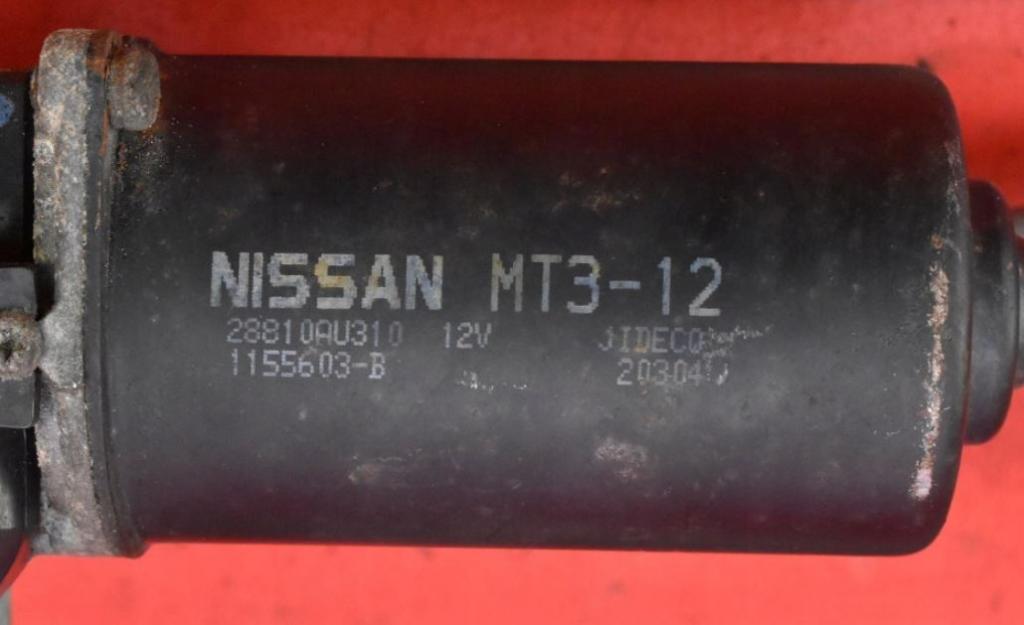 NISSAN MT3-12
28810AU310 12V JIDECO
1155603-B